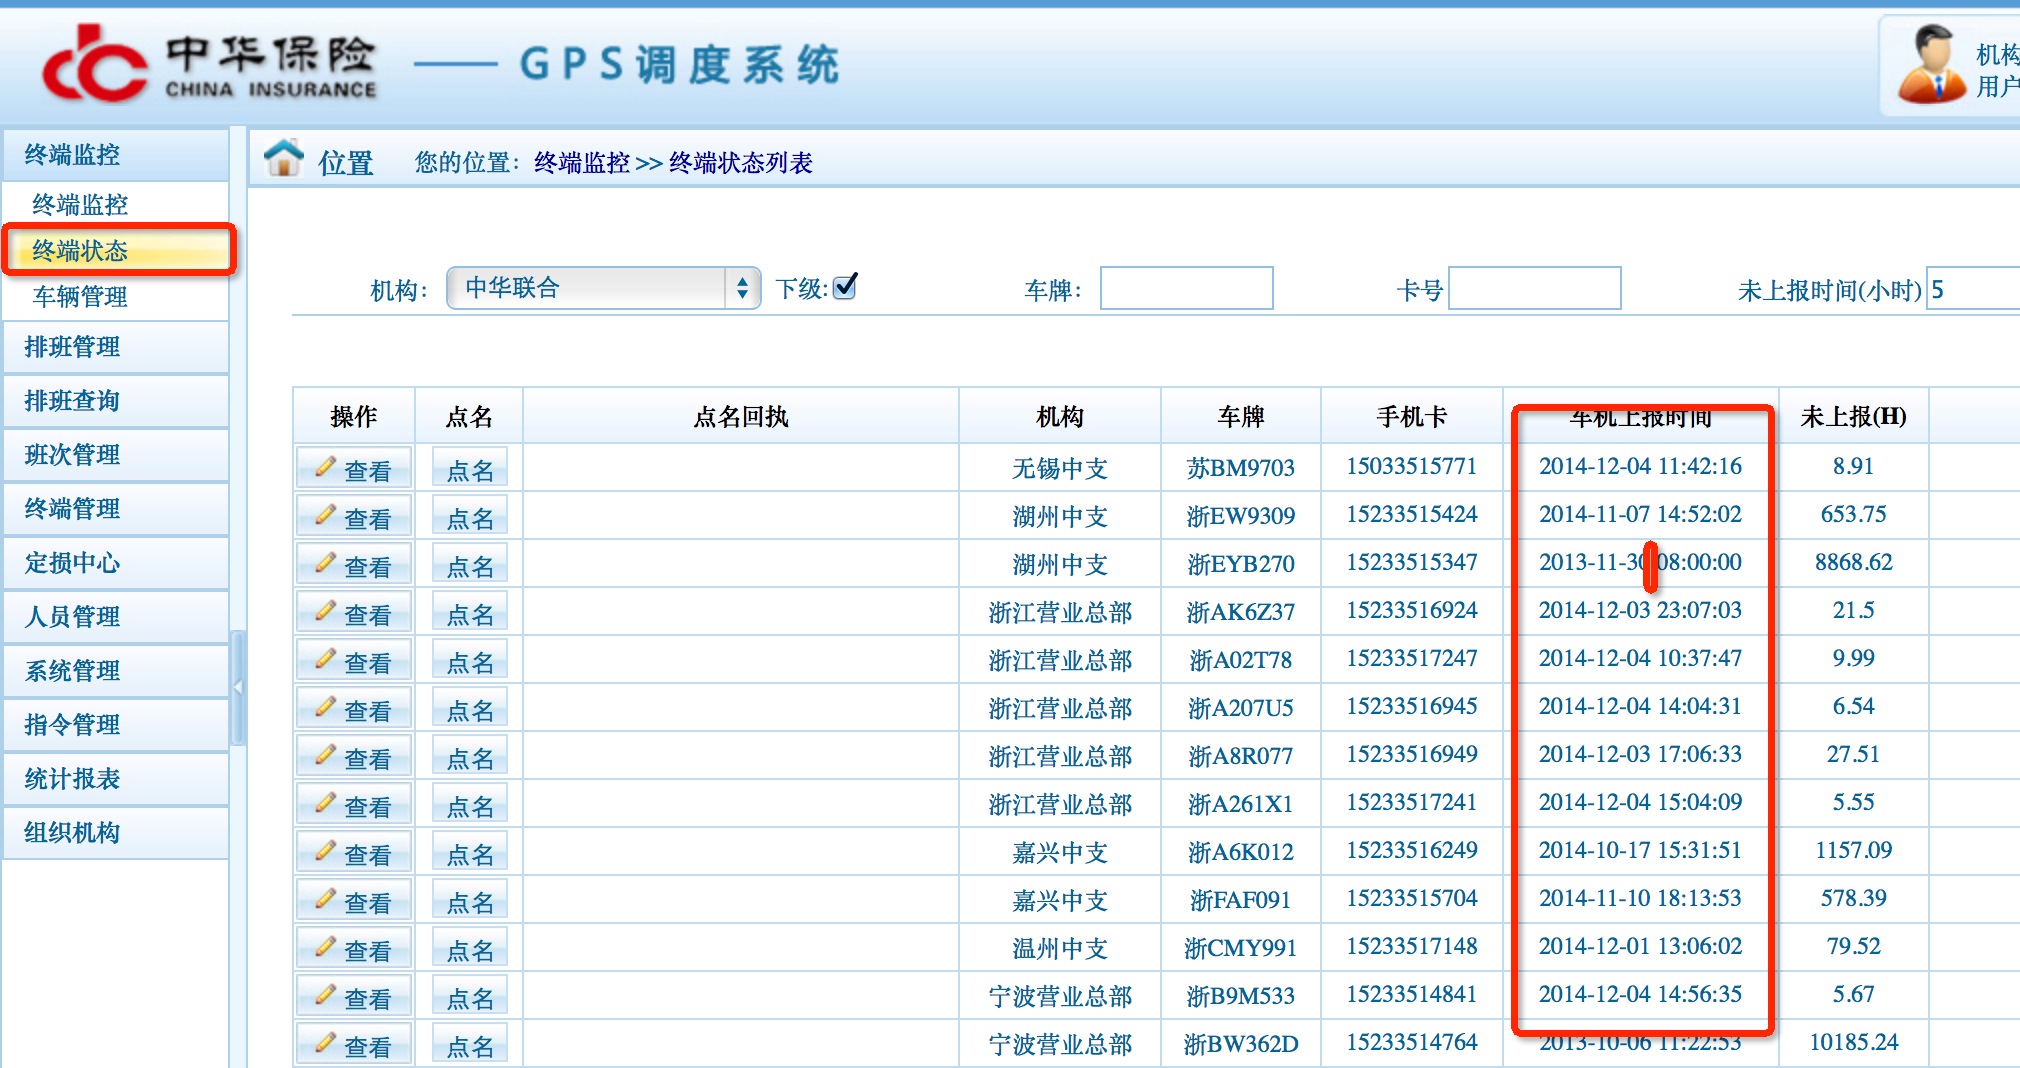 中华保险
CHINA INSURANCE
GPS调度系统
机构
用户
终端监控
终端监控
终端状态
车辆管理
排班管理
排班查询
班次管理
终端管理
定损中心
人员管理
系统管理
指令管理
统计报表
组织机构
位置 您的位置：终端监控>>终端状态列表
机构： 中华联合 下级: 车牌： 卡号 未上报时间(小时) 5
操作 点名 点名回执 机构 车牌 手机卡 车机上报时间 未上报(H)
查看 点名 无锡中支 苏BM9703 15033515771 2014-12-04 11:42:16 8.91
查看 点名 湖州中支 浙EW9309 15233515424 2014-11-07 14:52:02 653.75
查看 点名 湖州中支 浙EYB270 15233515347 2013-11-30 08:00:00 8868.62
查看 点名 浙江营业总部 浙AK6Z37 15233516924 2014-12-03 23:07:03 21.5
查看 点名 浙江营业总部 浙A02T78 15233517247 2014-12-04 10:37:47 9.99
查看 点名 浙江营业总部 浙A207U5 15233516945 2014-12-04 14:04:31 6.54
查看 点名 浙江营业总部 浙A8R077 15233516949 2014-12-03 17:06:33 27.51
查看 点名 浙江营业总部 浙A261X1 15233517241 2014-12-04 15:04:09 5.55
查看 点名 嘉兴中支 浙A6K012 15233516249 2014-10-17 15:31:51 1157.09
查看 点名 嘉兴中支 浙FAF091 15233515704 2014-11-10 18:13:53 578.39
查看 点名 温州中支 浙CMY991 15233517148 2014-12-01 13:06:02 79.52
查看 点名 宁波营业总部 浙B9M533 15233514841 2014-12-04 14:56:35 5.67
查看 点名 宁波营业总部 浙BW362D 15233514764 2013-10-06 11:22:53 10185.24